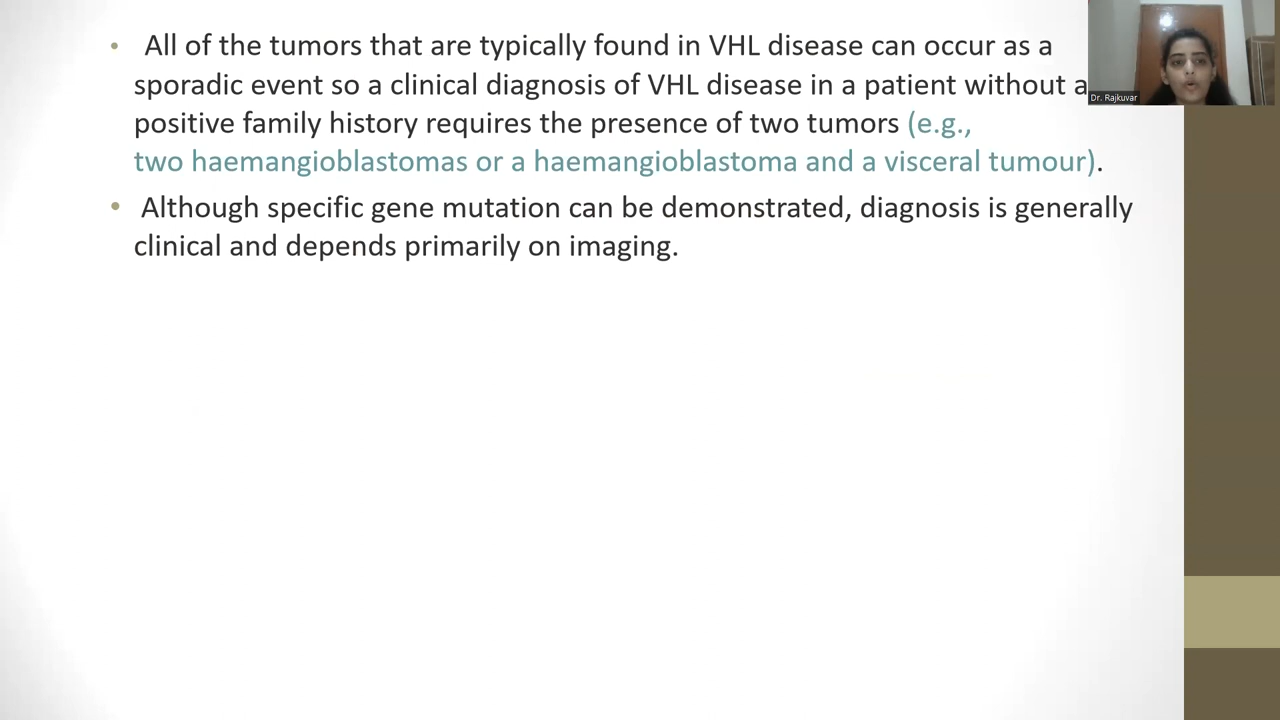 • All of the tumors that are typically found in VHL disease can occur as a
sporadic event so a clinical diagnosis of VHL disease in a patient without a
positive family history requires the presence of two tumors (e.g.,
two haemangioblastomas or a haemangioblastoma and a visceral tumour).
• Although specific gene mutation can be demonstrated, diagnosis is generally
clinical and depends primarily on imaging.
Dr. Rajkuvar